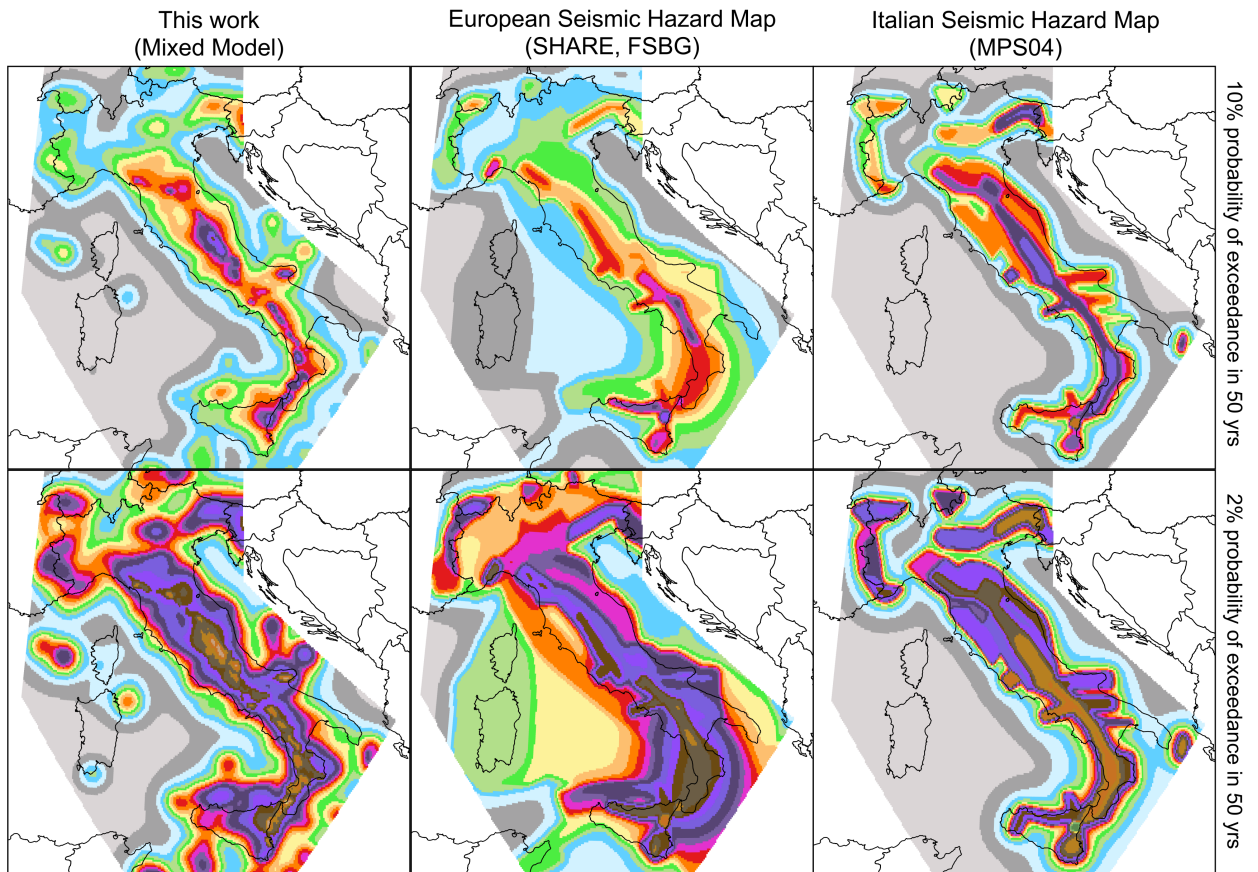 This work
(Mixed Model)
European Seismic Hazard Map
(SHARE, FSBG)
Italian Seismic Hazard Map
(MPS04)
10% probability of exceedance in 50 yrs
2% probability of exceedance in 50 yrs